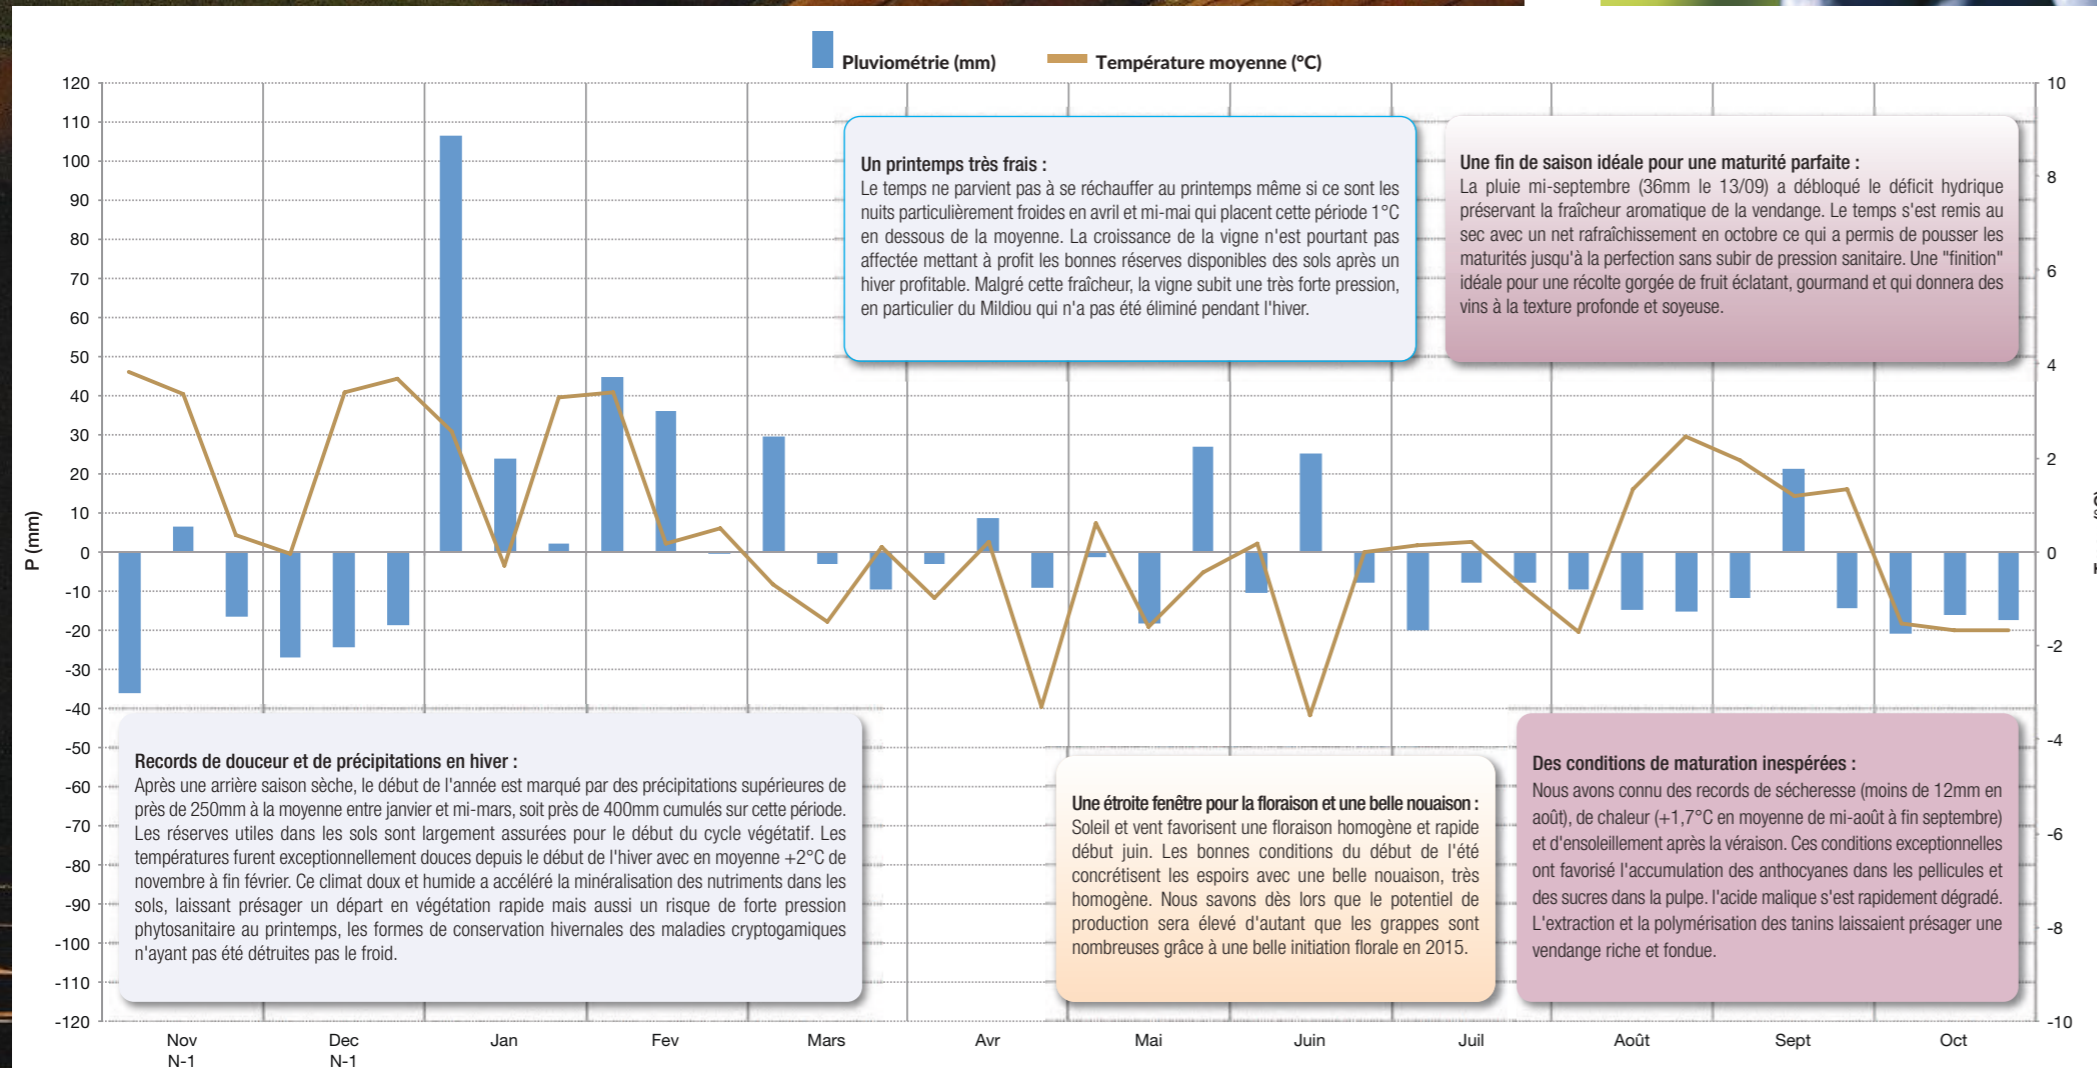 Pluviométrie (mm)
Température moyenne (°C)
120
110
100
90
80
70
60
50
40
30
20
10
0
-10
-20
-30
-40
-50
-60
-70
-80
-90
-100
-110
-120
P (mm)
10
8
6
4
2
0
-2
-4
-6
-8
-10
Un printemps très frais :
Le temps ne parvient pas à se réchauffer au printemps même si ce sont les
nuits particulièrement froides en avril et mi-mai qui placent cette période 1°C
en dessous de la moyenne. La croissance de la vigne n'est pourtant pas
affectée mettant à profit les bonnes réserves disponibles des sols après un
hiver profitable. Malgré cette fraîcheur, la vigne subit une très forte pression,
en particulier du Mildiou qui n'a pas été éliminé pendant l'hiver.
Une fin de saison idéale pour une maturité parfaite :
La pluie mi-septembre (36mm le 13/09) a débloqué le déficit hydrique
préservant la fraîcheur aromatique de la vendange. Le temps s'est remis au
sec avec un net rafraîchissement en octobre ce qui a permis de pousser les
maturités jusqu'à la perfection sans subir de pression sanitaire. Une "finition"
idéale pour une récolte gorgée de fruit éclatant, gourmand et qui donnera des
vins à la texture profonde et soyeuse.
Records de douceur et de précipitations en hiver :
Après une arrière saison sèche, le début de l'année est marqué par des précipitations supérieures de
près de 250mm à la moyenne entre janvier et mi-mars, soit près de 400mm cumulés sur cette période.
Les réserves utiles dans les sols sont largement assurées pour le début du cycle végétatif. Les
températures furent exceptionnellement douces depuis le début de l'hiver avec en moyenne +2°C de
novembre à fin février. Ce climat doux et humide a accéléré la minéralisation des nutriments dans les
sols, laissant présager un départ en végétation rapide mais aussi un risque de forte pression
phytosanitaire au printemps, les formes de conservation hivernales des maladies cryptogamiques
n'ayant pas été détruites pas le froid.
Une étroite fenêtre pour la floraison et une belle nouaison :
Soleil et vent favorisent une floraison homogène et rapide
début juin. Les bonnes conditions du début de l'été
concrétisent les espoirs avec une belle nouaison, très
homogène. Nous savons dès lors que le potentiel de
production sera élevé d'autant que les grappes sont
nombreuses grâce à une belle initiation florale en 2015.
Des conditions de maturation inespérées :
Nous avons connu des records de sécheresse (moins de 12mm en
août), de chaleur (+1,7°C en moyenne de mi-août à fin septembre)
et d'ensoleillement après la véraison. Ces conditions exceptionnelles
ont favorisé l'accumulation des anthocyanes dans les pellicules et
des sucres dans la pulpe. l'acide malique s'est rapidement dégradé.
L'extraction et la polymérisation des tanins laissaient présager une
vendange riche et fondue.
Nov
N-1
Dec
N-1
Jan
Fev
Mars
Avr
Mai
Juin
Juil
Août
Sept
Oct